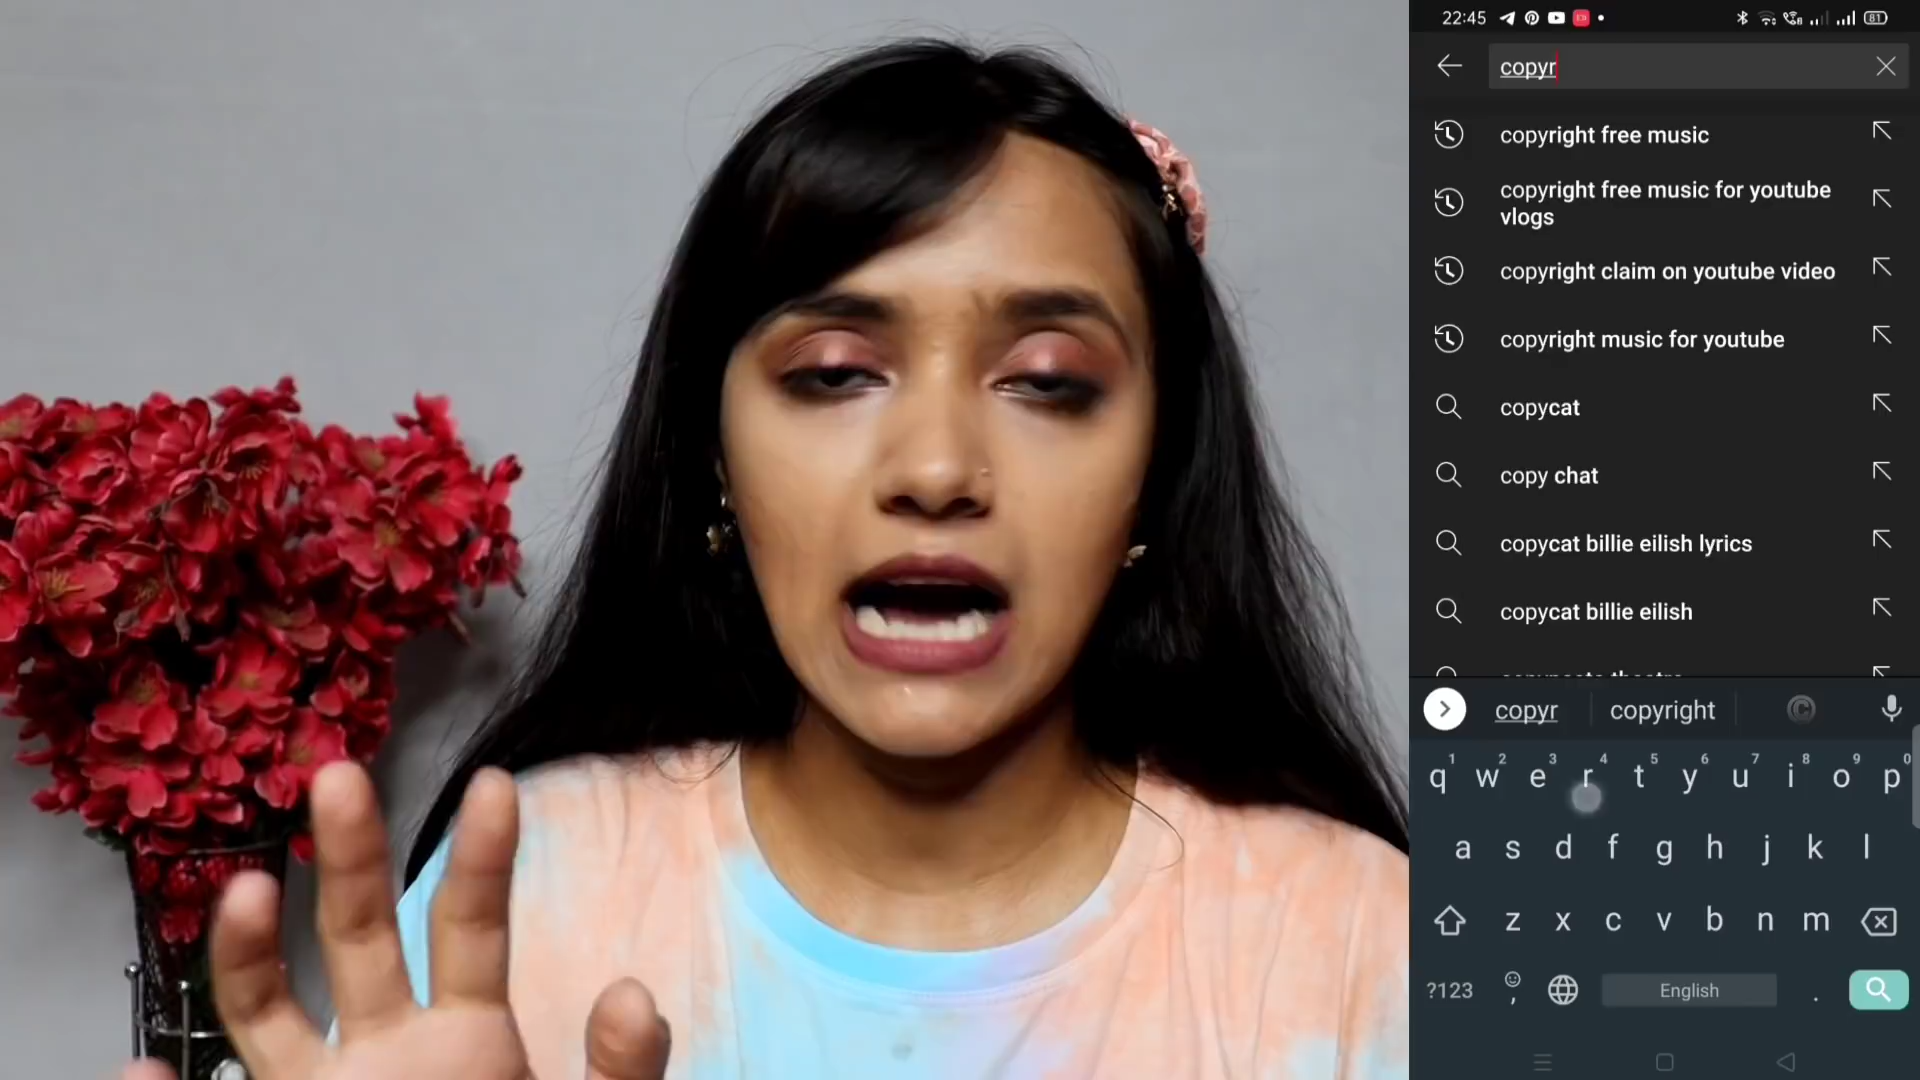 22:45
81
copyr
copyright free music
copyright free music for youtube
vlogs
copyright claim on youtube video
copyright music for youtube
copycat
copy chat
copycat billie eilish lyrics
copycat billie eilish
copyr copyright
1 2 3 4 5 6 7 8 9 0
q w e r t y u i o p
a s d f g h j k l
z x c v b n m
?123 , English .